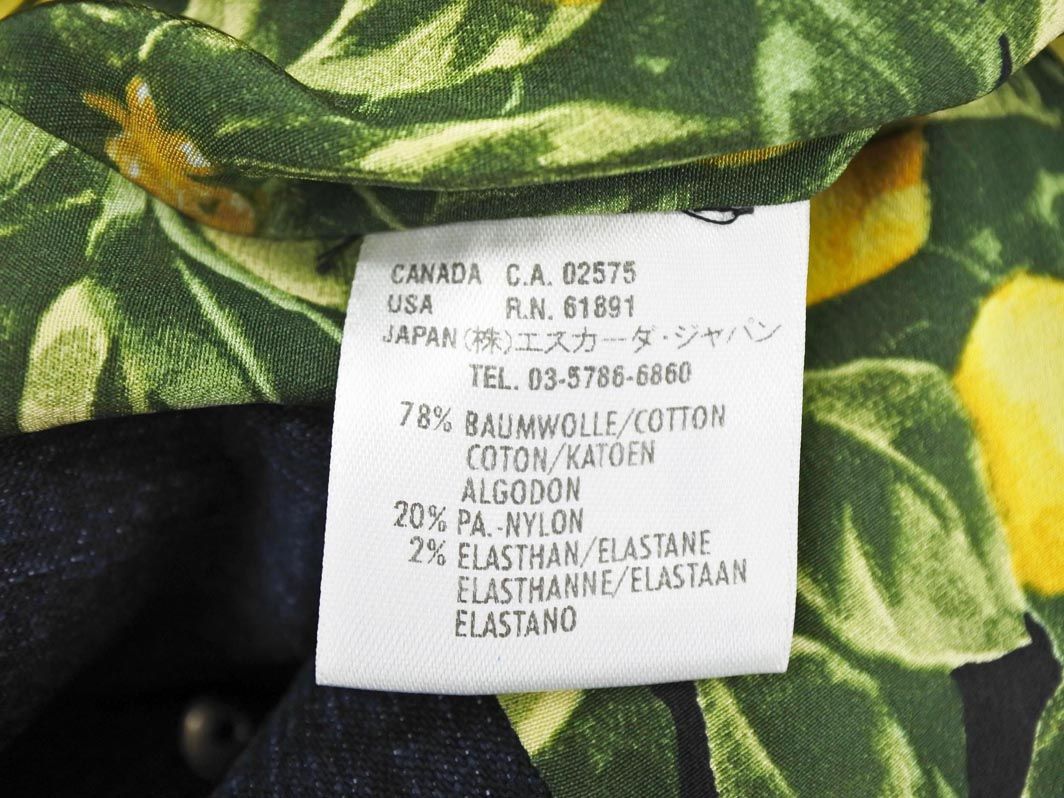 CANADA C.A. 02575
USA R.N. 61891
JAPAN (株)エスカーダ・ジャパン
TEL. 03-5786-6860
78% BAUMWOLLE/COTTON
COTON/KATOEN
ALGODON
20% PA.-NYLON
2% ELASTHAN/ELASTANE
ELASTHANNE/ELASTAAN
ELASTANO